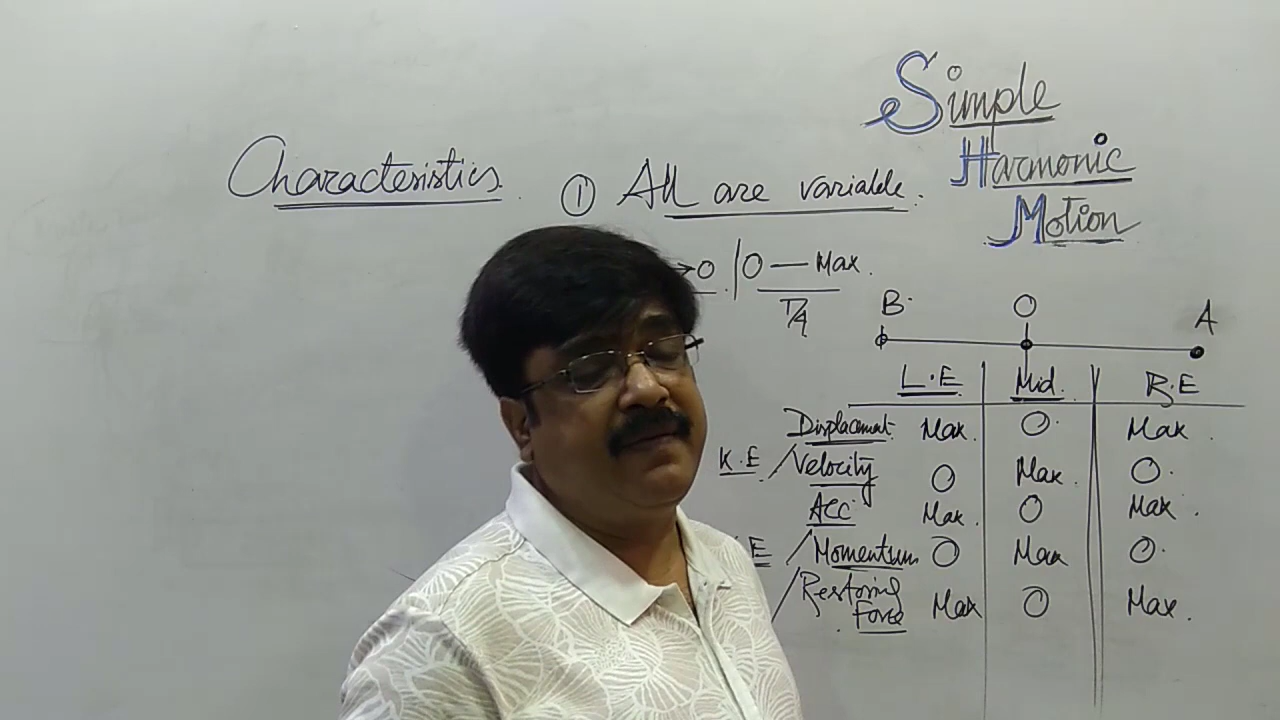 Simple
Harmonic
Motion
Characteristics.
① All are variable.
→ 0 / 0 — Max.
T/4
B. O A
L.E Mid. R.E
Displacement Max. 0 Max.
K.E / Velocity 0 Max. 0.
Acc Max. 0 Max.
E / Momentum 0 Max 0.
/ Restoring Force Max 0 Max.